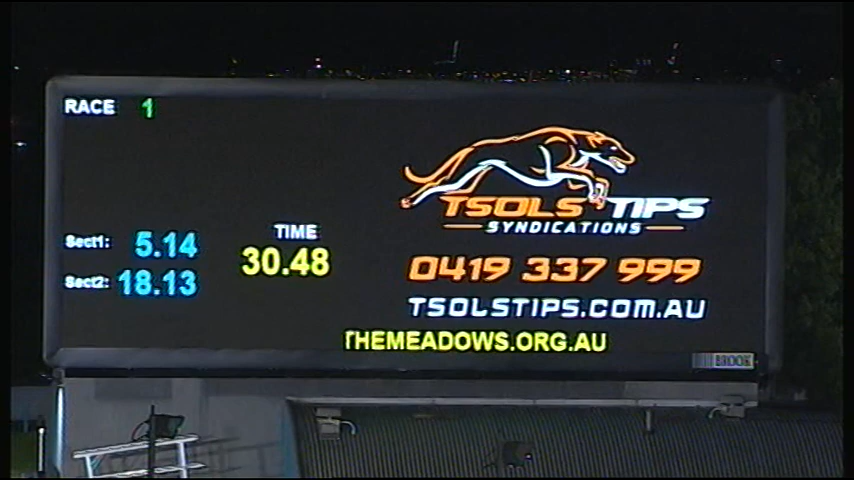 RACE 1
TSOLS TIPS
SYNDICATIONS
Sect1: 5.14
TIME
Sect2: 18.13
30.48
0419 337 999
TSOLSTIPS.COM.AU
THEMEADOWS.ORG.AU
BROOK